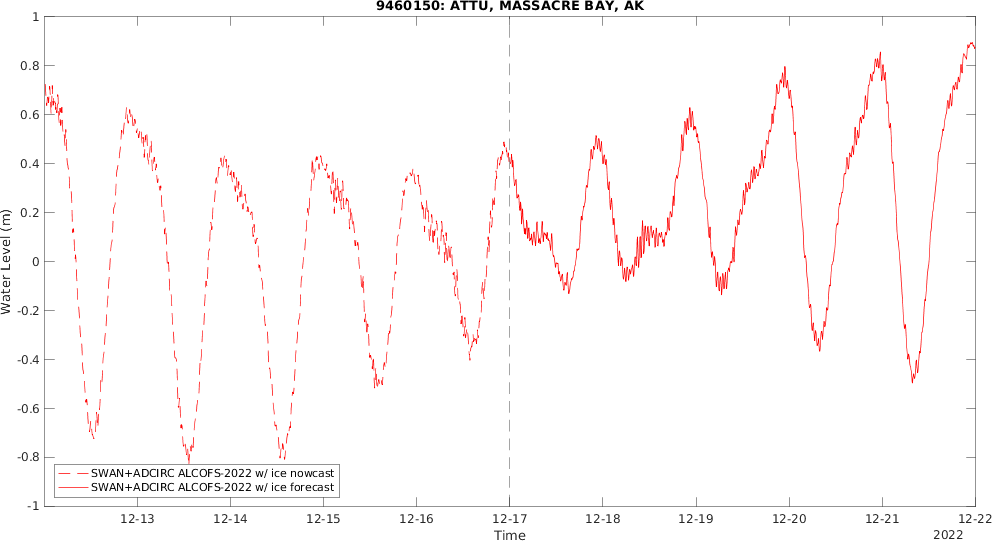 9460150: ATTU, MASSACRE BAY, AK
1
0.8
0.6
0.4
0.2
0
-0.2
-0.4
-0.6
-0.8
-1
Water Level (m)
SWAN+ADCIRC ALCOFS-2022 w/ ice nowcast
SWAN+ADCIRC ALCOFS-2022 w/ ice forecast
12-13 12-14 12-15 12-16 12-17 12-18 12-19 12-20 12-21 12-22
Time
2022